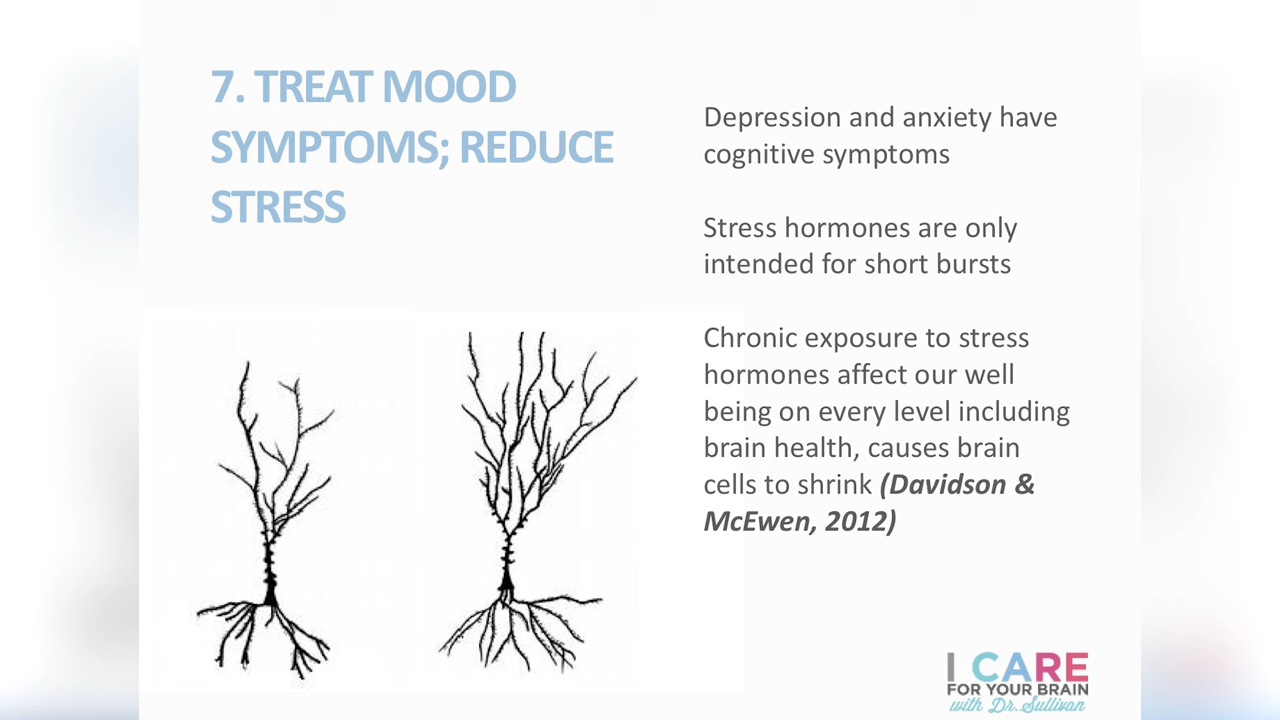 7. TREAT MOOD
SYMPTOMS; REDUCE
STRESS
Depression and anxiety have
cognitive symptoms
Stress hormones are only
intended for short bursts
Chronic exposure to stress
hormones affect our well
being on every level including
brain health, causes brain
cells to shrink (Davidson &
McEwen, 2012)
I CARE
FOR YOUR BRAIN
with Dr. Sullivan